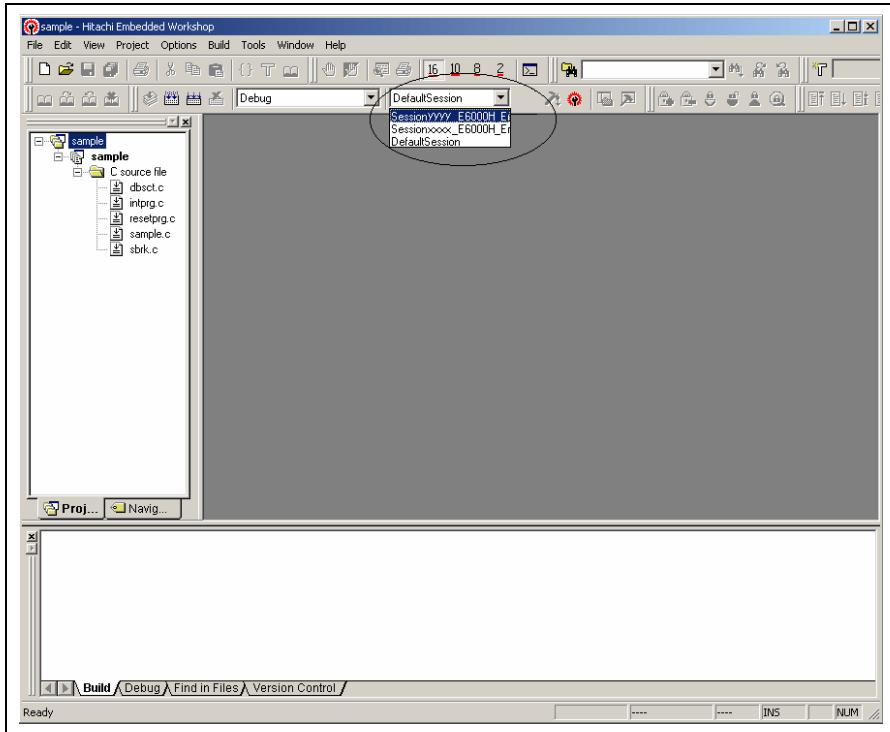 sample - Hitachi Embedded Workshop
File Edit View Project Options Build Tools Window Help
16 10 8 2
Debug DefaultSession
SessionYYYY_E6000H_E
Sessionxxxx_E6000H_E
DefaultSession
sample
sample
C source file
dbsct.c
intprg.c
resetprg.c
sample.c
sbrk.c
Proj... Navig...
Build Debug Find in Files Version Control
Ready ---- ---- INS NUM